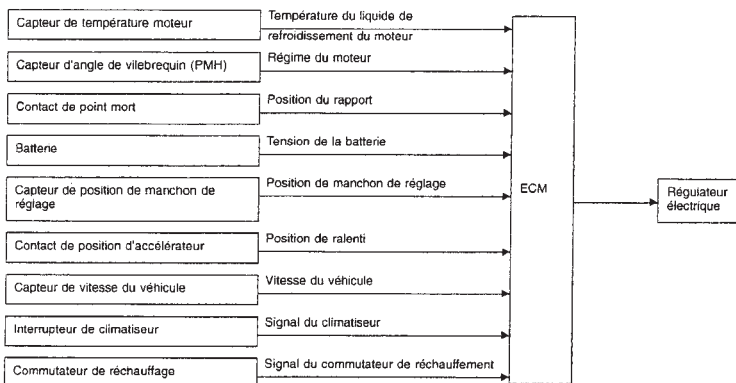 Capteur de température moteur
Température du liquide de
refroidissement du moteur
Capteur d'angle de vilebrequin (PMH)
Régime du moteur
Contact de point mort
Position du rapport
Batterie
Tension de la batterie
Capteur de position de manchon de
réglage
Position de manchon de réglage
ECM
Régulateur
électrique
Contact de position d'accélérateur
Position de ralenti
Capteur de vitesse du véhicule
Vitesse du véhicule
Interrupteur de climatiseur
Signal du climatiseur
Commutateur de réchauffage
Signal du commutateur de réchauffement